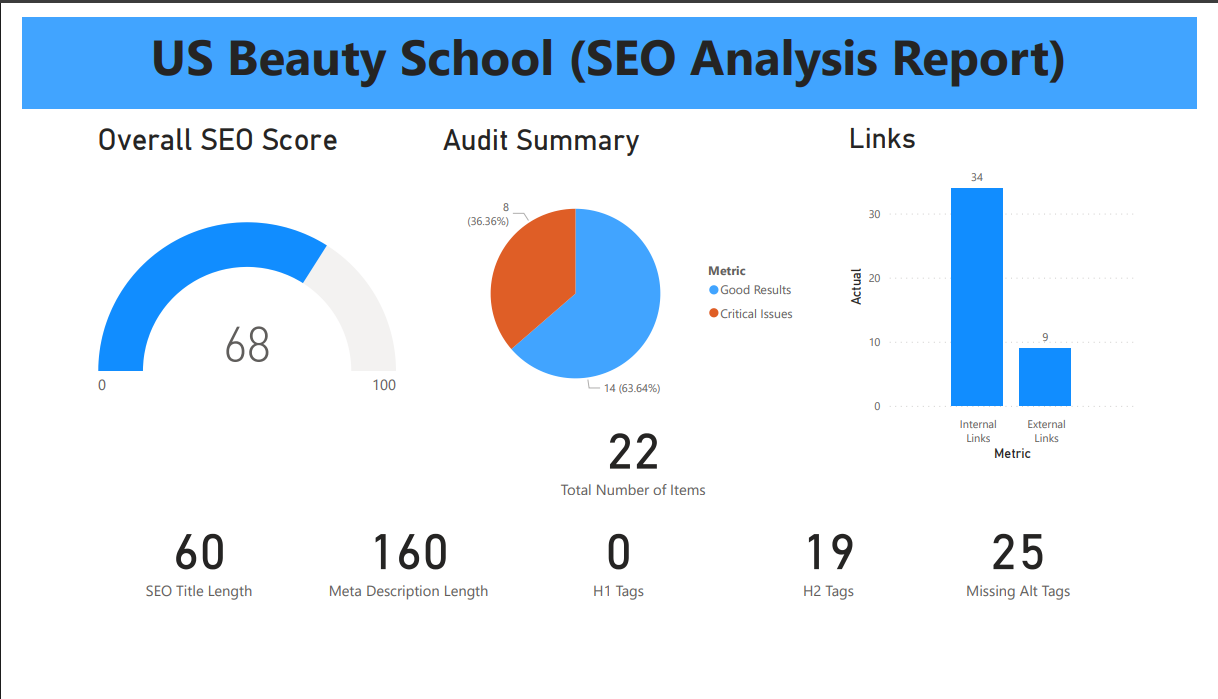 US Beauty School (SEO Analysis Report)
Overall SEO Score
68
0
100
Audit Summary
8
(36.36%)
14 (63.64%)
Metric
Good Results
Critical Issues
Links
Actual
30
20
10
0
34
9
Internal
Links
External
Links
Metric
22
Total Number of Items
60
SEO Title Length
160
Meta Description Length
0
H1 Tags
19
H2 Tags
25
Missing Alt Tags